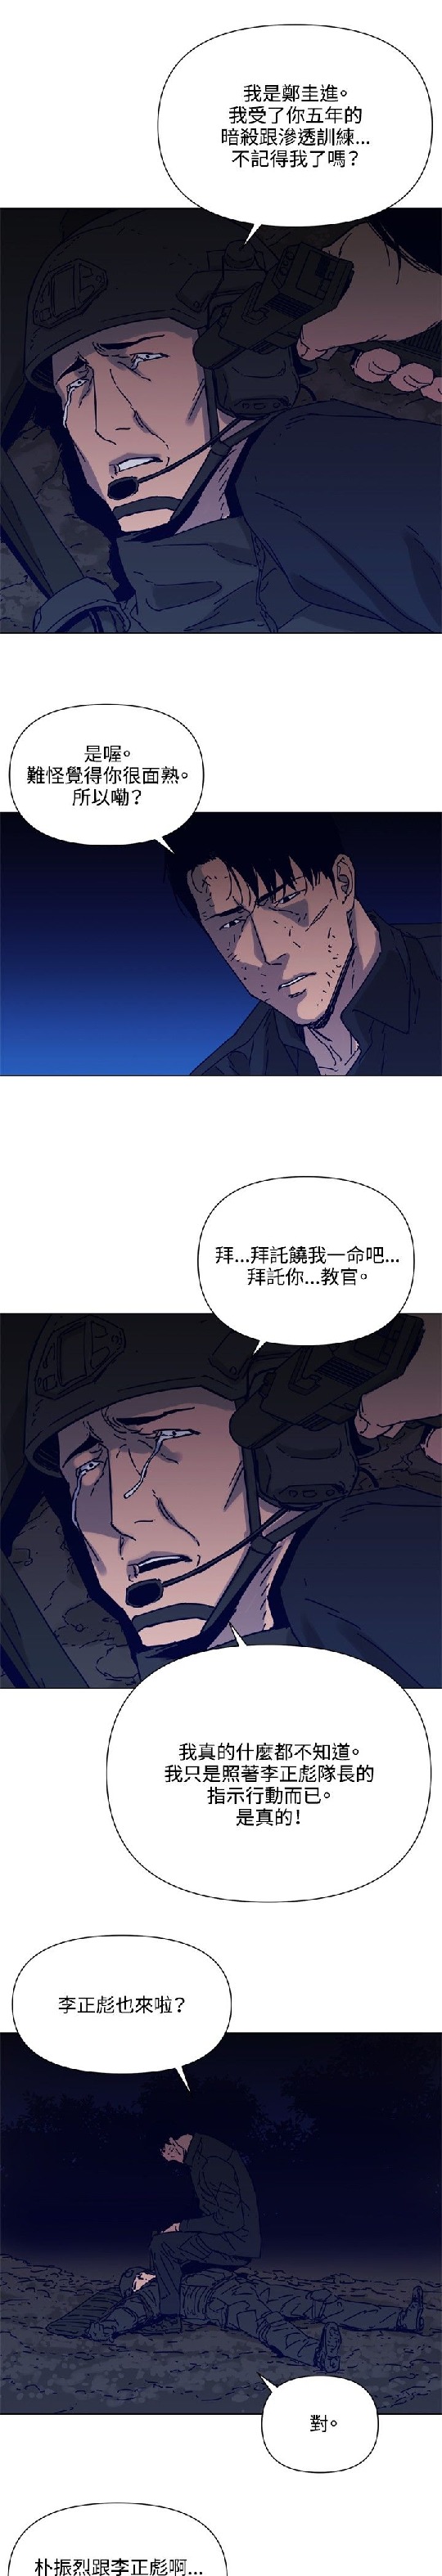 我是鄭圭進。
我受了你五年的
暗殺跟滲透訓練...
不記得我了嗎？
是喔。
難怪覺得你很面熟。
所以嘞？
拜...拜託饒我一命吧...
拜託你...教官。
我真的什麼都不知道。
我只是照著李正彪隊長的
指示行動而已。
是真的！
李正彪也來啦？
對。
朴振烈跟李正彪啊...